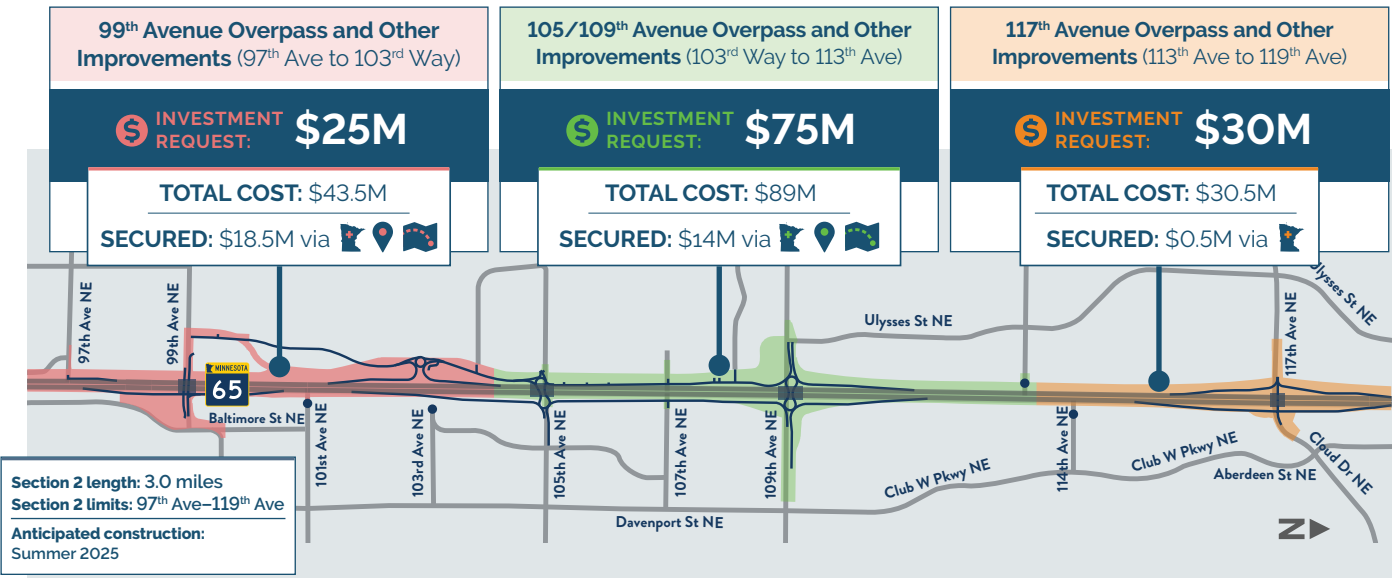 99th Avenue Overpass and Other
Improvements (97th Ave to 103rd Way)
INVESTMENT
REQUEST:
$25M
TOTAL COST: $43.5M
SECURED: $18.5M via
105/109th Avenue Overpass and Other
Improvements (103rd Way to 113th Ave)
INVESTMENT
REQUEST:
$75M
TOTAL COST: $89M
SECURED: $14M via
117th Avenue Overpass and Other
Improvements (113th Ave to 119th Ave)
INVESTMENT
REQUEST:
$30M
TOTAL COST: $30.5M
SECURED: $0.5M via
97th Ave NE
99th Ave NE
MINNESOTA
65
Baltimore St NE
101st Ave NE
103rd Ave NE
105th Ave NE
107th Ave NE
109th Ave NE
Ulysses St NE
114th Ave NE
117th Ave NE
Ulysses St NE
Club W Pkwy NE
Club W Pkwy NE
Aberdeen St NE
Cloud Dr NE
Davenport St NE
N
Section 2 length: 3.0 miles
Section 2 limits: 97th Ave–119th Ave
Anticipated construction:
Summer 2025